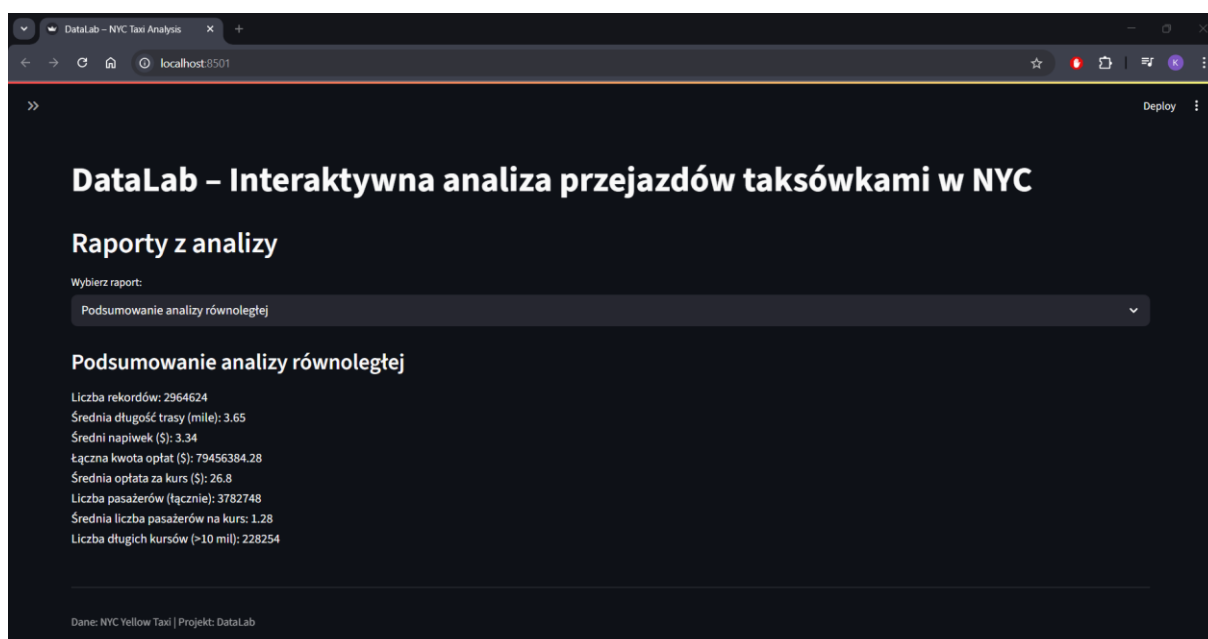 DataLab – NYC Taxi Analysis
localhost:8501
K
Deploy
DataLab – Interaktywna analiza przejazdów taksówkami w NYC
Raporty z analizy
Wybierz raport:
Podsumowanie analizy równoległej
Podsumowanie analizy równoległej
Liczba rekordów: 2964624
Średnia długość trasy (mile): 3.65
Średni napiwek ($): 3.34
Łączna kwota opłat ($): 79456384.28
Średnia opłata za kurs ($): 26.8
Liczba pasażerów (łącznie): 3782748
Średnia liczba pasażerów na kurs: 1.28
Liczba długich kursów (>10 mil): 228254
Dane: NYC Yellow Taxi | Projekt: DataLab